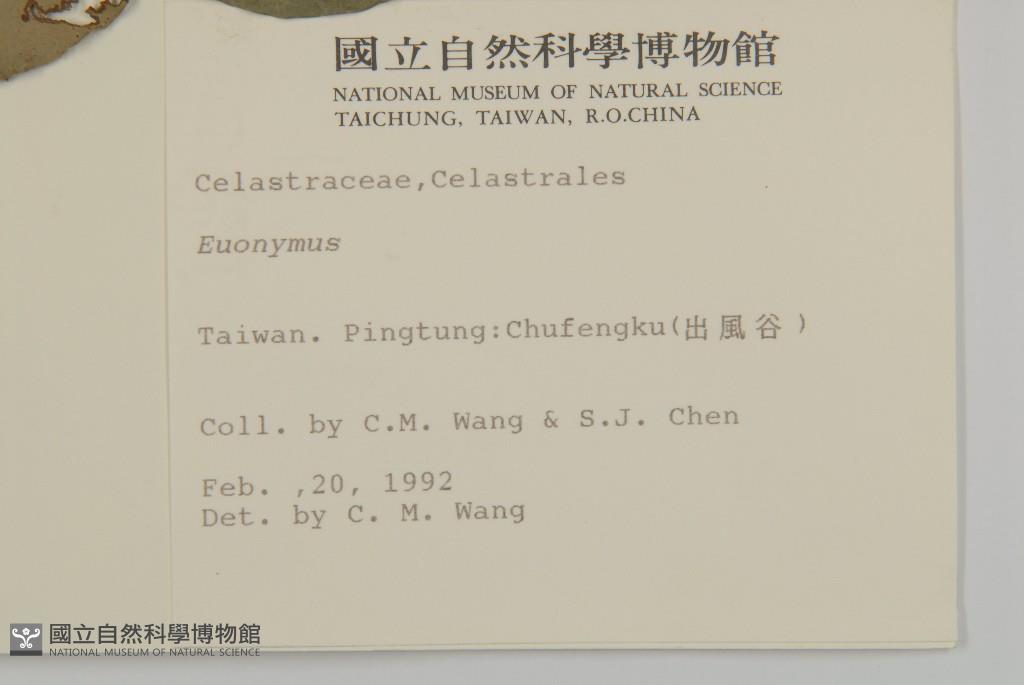 國立自然科學博物館
NATIONAL MUSEUM OF NATURAL SCIENCE
TAICHUNG, TAIWAN, R.O.CHINA
Celastraceae,Celastrales
Euonymus
Taiwan. Pingtung:Chufengku(出風谷)
Coll. by C.M. Wang & S.J. Chen
Feb. ,20, 1992
Det. by C. M. Wang
國立自然科學博物館
NATIONAL MUSEUM OF NATURAL SCIENCE